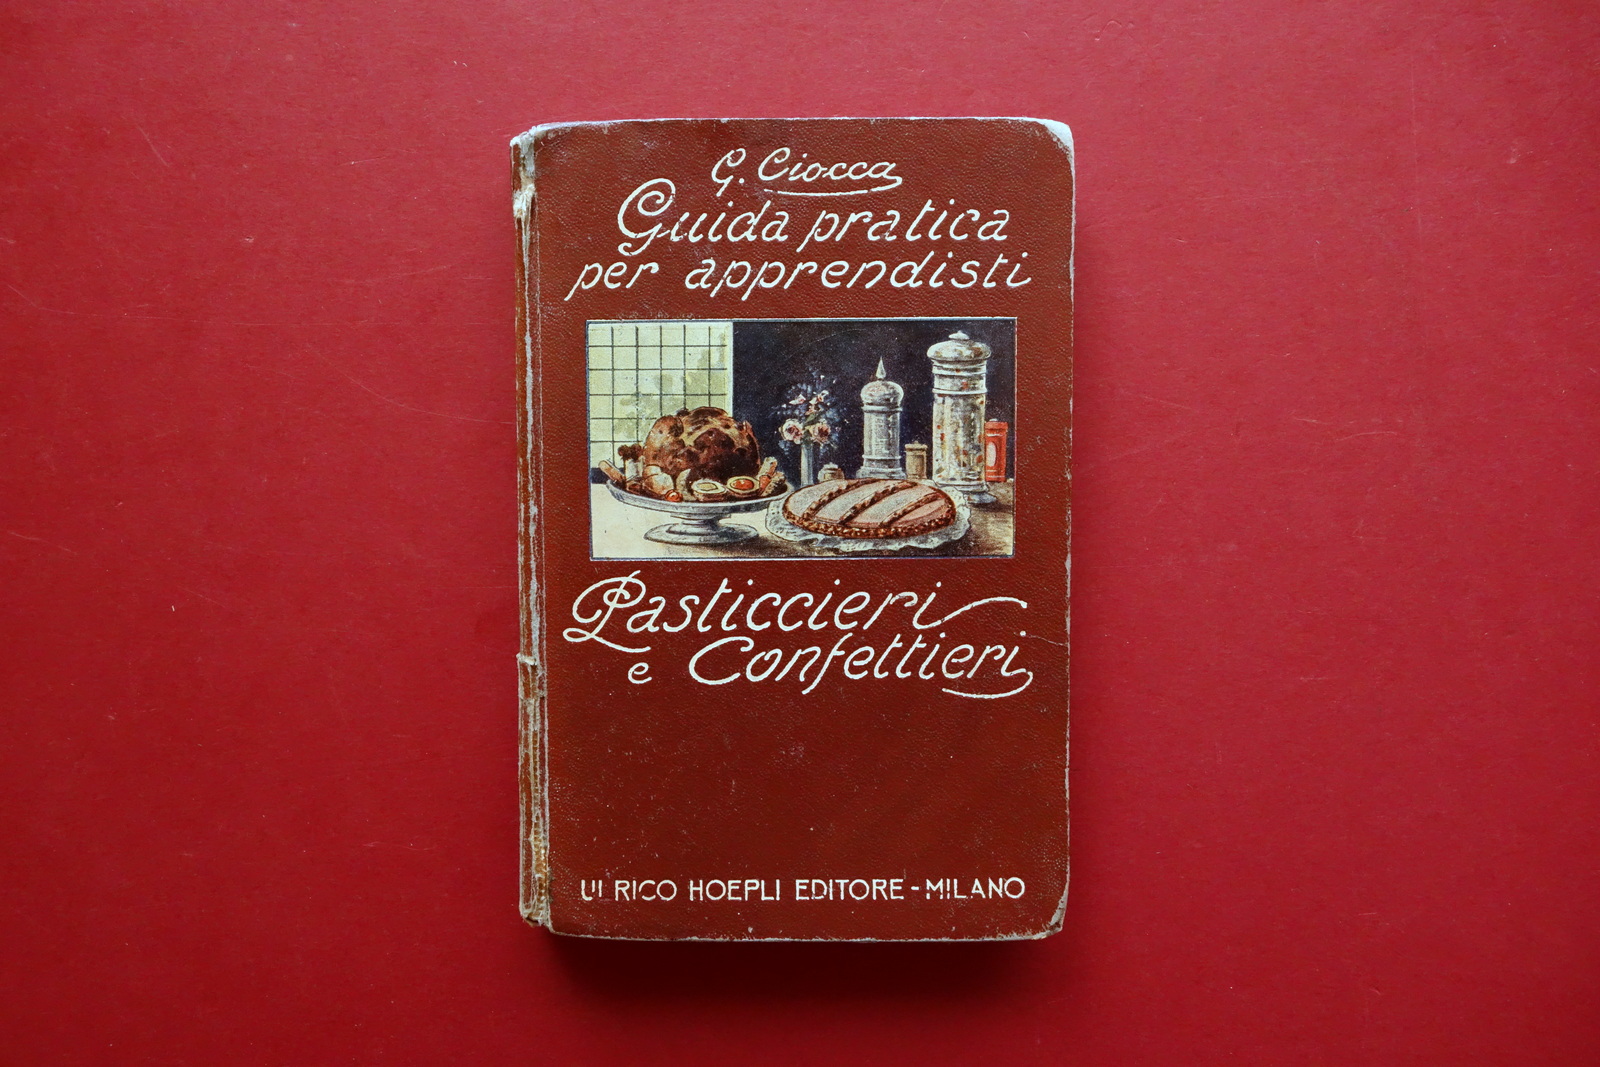 G. Ciocca
Guida pratica
per apprendisti
Pasticcieri
e Confettieri
ULRICO HOEPLI EDITORE - MILANO